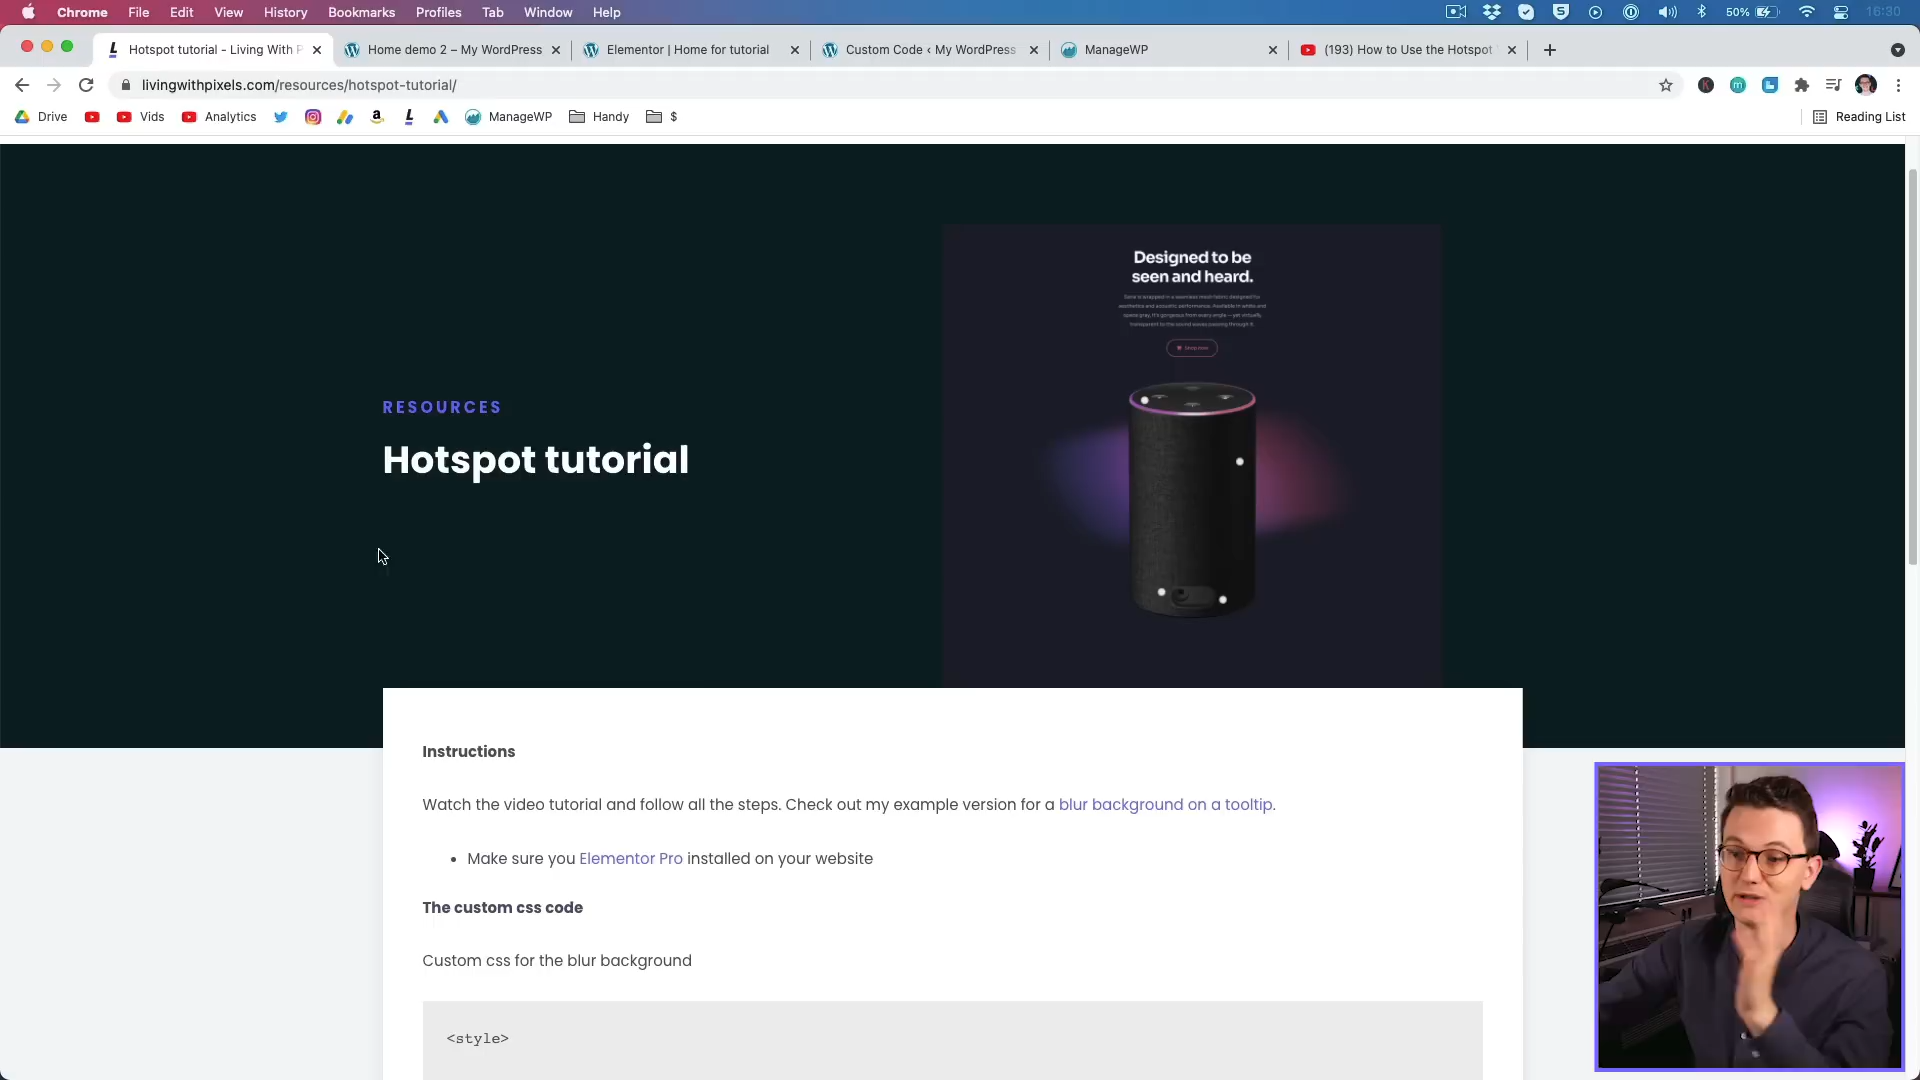 Chrome File Edit View History Bookmarks Profiles Tab Window Help
50% 16:30
Hotspot tutorial - Living With P
Home demo 2 – My WordPress
Elementor | Home for tutorial
Custom Code ‹ My WordPress
ManageWP
(193) How to Use the Hotspot
livingwithpixels.com/resources/hotspot-tutorial/
Drive Vids Analytics ManageWP Handy $ Reading List
Designed to be
seen and heard.
Shop now
RESOURCES
Hotspot tutorial
Instructions
Watch the video tutorial and follow all the steps. Check out my example version for a blur background on a tooltip.
• Make sure you Elementor Pro installed on your website
The custom css code
Custom css for the blur background
<style>